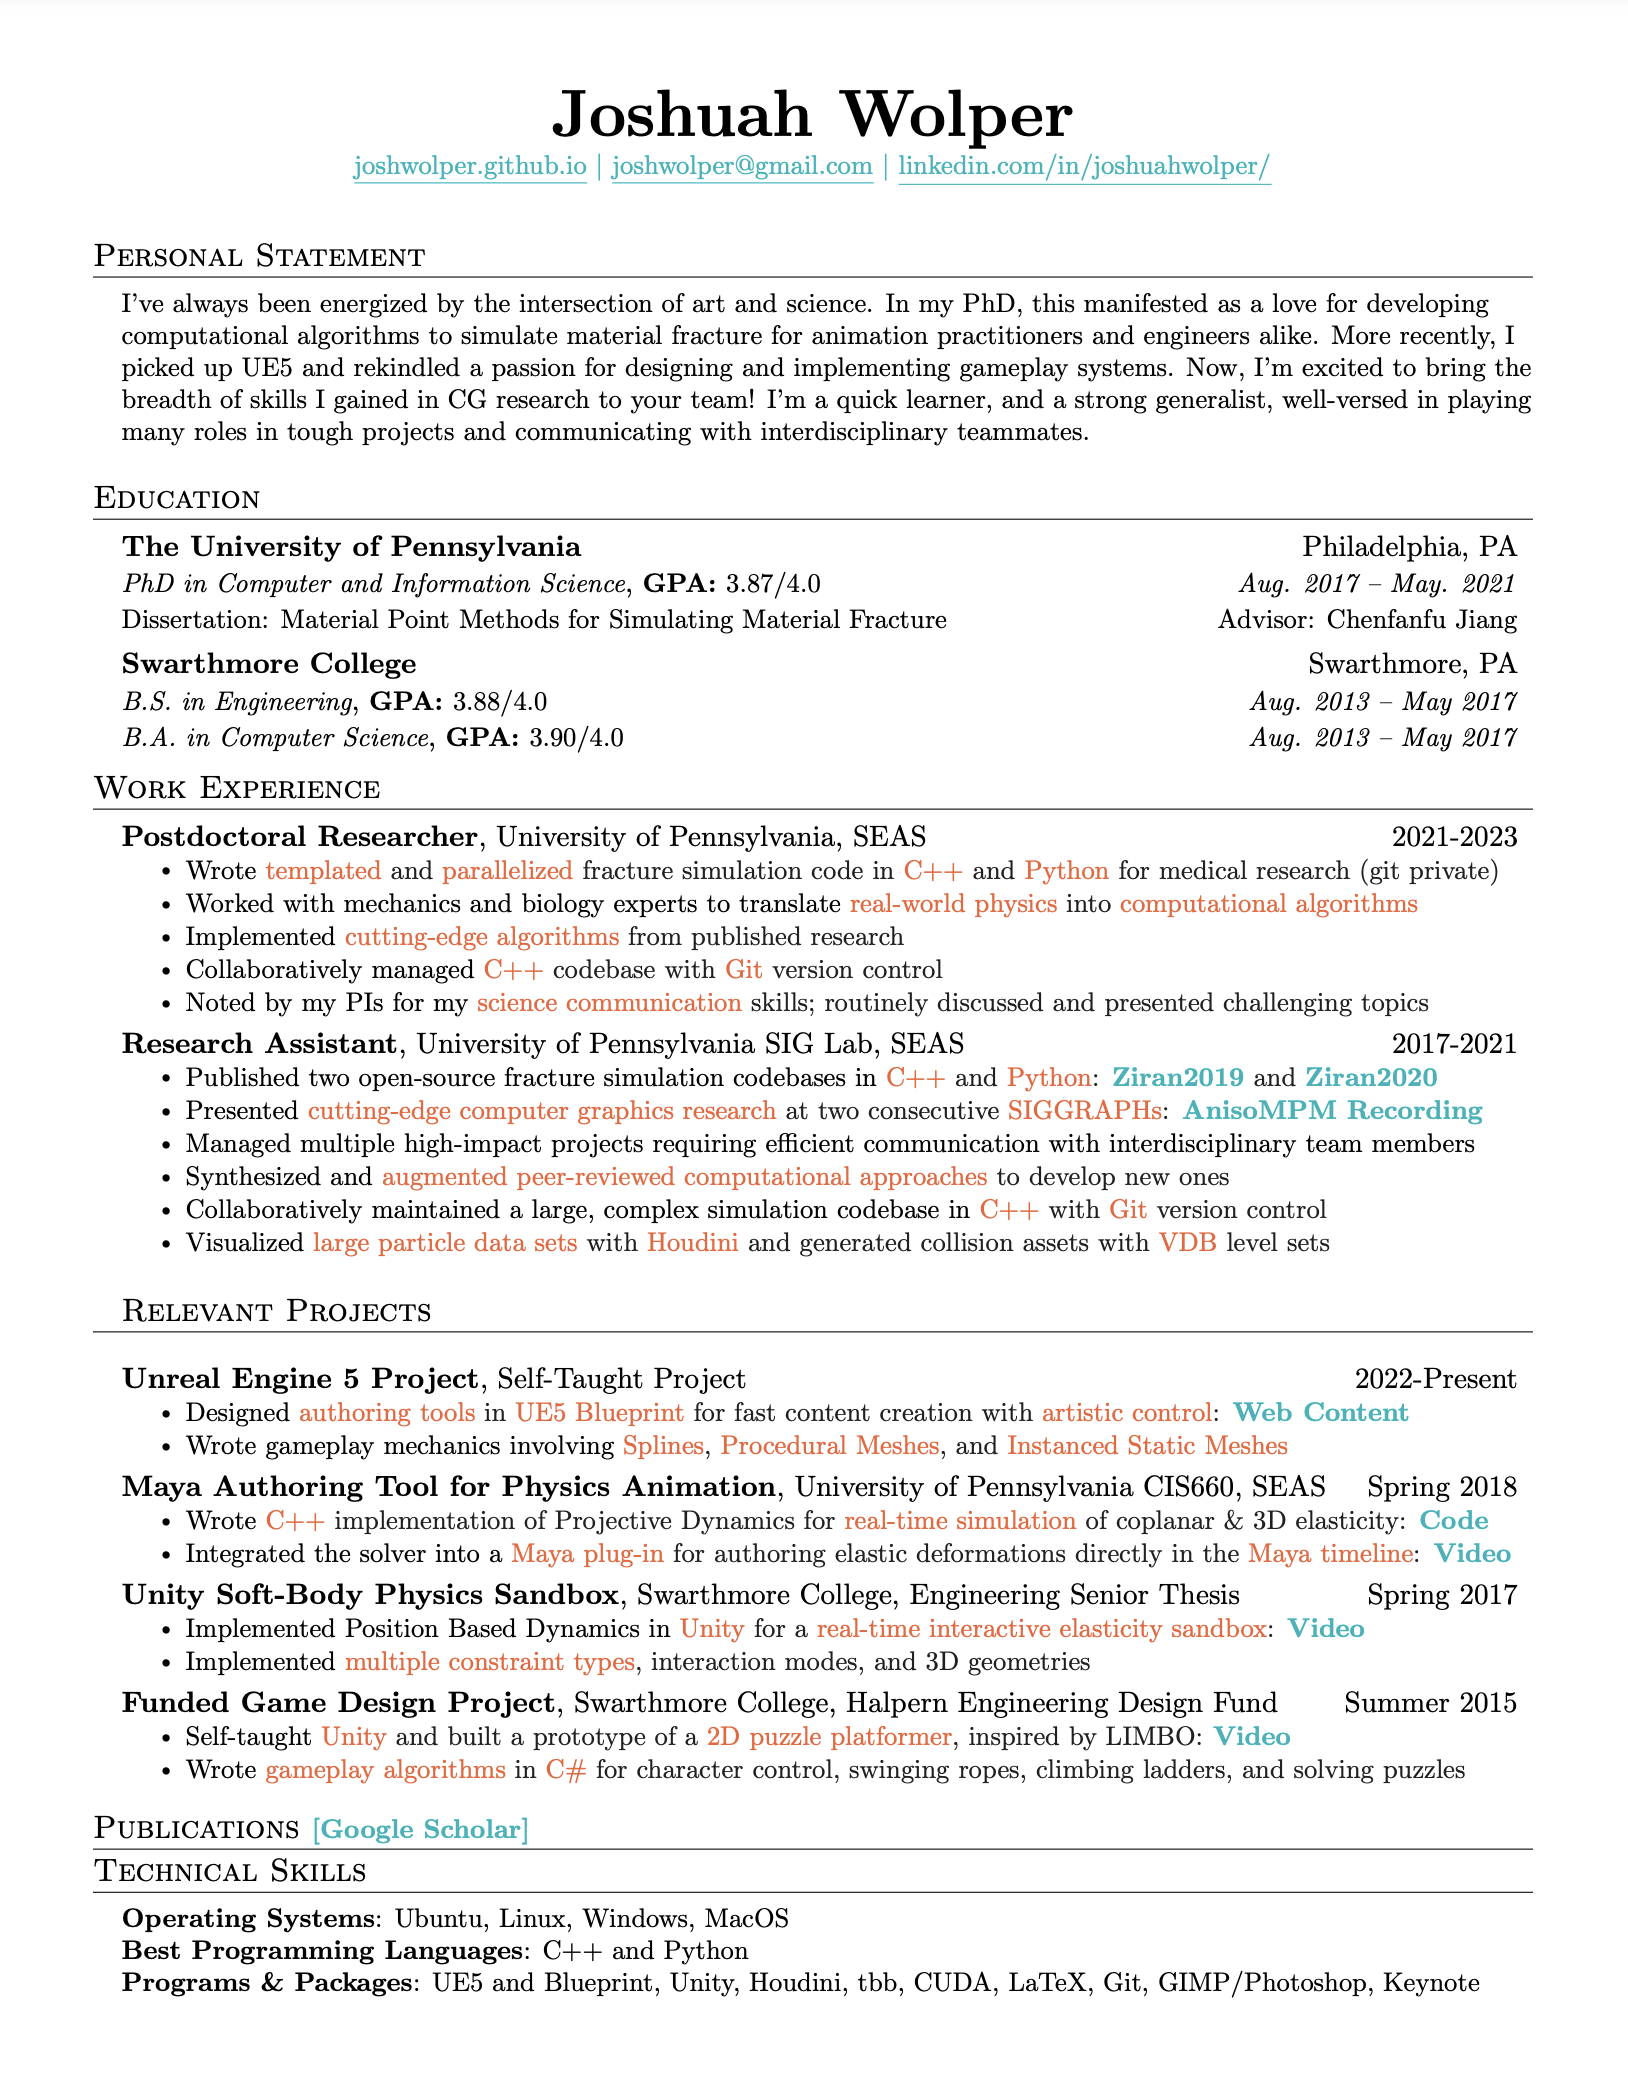 Joshuah Wolper
joshwolper.github.io | joshwolper@gmail.com | linkedin.com/in/joshuahwolper/
Personal Statement
I've always been energized by the intersection of art and science. In my PhD, this manifested as a love for developing
computational algorithms to simulate material fracture for animation practitioners and engineers alike. More recently, I
picked up UE5 and rekindled a passion for designing and implementing gameplay systems. Now, I'm excited to bring the
breadth of skills I gained in CG research to your team! I'm a quick learner, and a strong generalist, well-versed in playing
many roles in tough projects and communicating with interdisciplinary teammates.
Education
The University of Pennsylvania Philadelphia, PA
PhD in Computer and Information Science, GPA: 3.87/4.0 Aug. 2017 – May. 2021
Dissertation: Material Point Methods for Simulating Material Fracture Advisor: Chenfanfu Jiang
Swarthmore College Swarthmore, PA
B.S. in Engineering, GPA: 3.88/4.0 Aug. 2013 – May 2017
B.A. in Computer Science, GPA: 3.90/4.0 Aug. 2013 – May 2017
Work Experience
Postdoctoral Researcher, University of Pennsylvania, SEAS 2021-2023
• Wrote templated and parallelized fracture simulation code in C++ and Python for medical research (git private)
• Worked with mechanics and biology experts to translate real-world physics into computational algorithms
• Implemented cutting-edge algorithms from published research
• Collaboratively managed C++ codebase with Git version control
• Noted by my PIs for my science communication skills; routinely discussed and presented challenging topics
Research Assistant, University of Pennsylvania SIG Lab, SEAS 2017-2021
• Published two open-source fracture simulation codebases in C++ and Python: Ziran2019 and Ziran2020
• Presented cutting-edge computer graphics research at two consecutive SIGGRAPHs: AnisoMPM Recording
• Managed multiple high-impact projects requiring efficient communication with interdisciplinary team members
• Synthesized and augmented peer-reviewed computational approaches to develop new ones
• Collaboratively maintained a large, complex simulation codebase in C++ with Git version control
• Visualized large particle data sets with Houdini and generated collision assets with VDB level sets
Relevant Projects
Unreal Engine 5 Project, Self-Taught Project 2022-Present
• Designed authoring tools in UE5 Blueprint for fast content creation with artistic control: Web Content
• Wrote gameplay mechanics involving Splines, Procedural Meshes, and Instanced Static Meshes
Maya Authoring Tool for Physics Animation, University of Pennsylvania CIS660, SEAS Spring 2018
• Wrote C++ implementation of Projective Dynamics for real-time simulation of coplanar & 3D elasticity: Code
• Integrated the solver into a Maya plug-in for authoring elastic deformations directly in the Maya timeline: Video
Unity Soft-Body Physics Sandbox, Swarthmore College, Engineering Senior Thesis Spring 2017
• Implemented Position Based Dynamics in Unity for a real-time interactive elasticity sandbox: Video
• Implemented multiple constraint types, interaction modes, and 3D geometries
Funded Game Design Project, Swarthmore College, Halpern Engineering Design Fund Summer 2015
• Self-taught Unity and built a prototype of a 2D puzzle platformer, inspired by LIMBO: Video
• Wrote gameplay algorithms in C# for character control, swinging ropes, climbing ladders, and solving puzzles
Publications [Google Scholar]
Technical Skills
Operating Systems: Ubuntu, Linux, Windows, MacOS
Best Programming Languages: C++ and Python
Programs & Packages: UE5 and Blueprint, Unity, Houdini, tbb, CUDA, LaTeX, Git, GIMP/Photoshop, Keynote